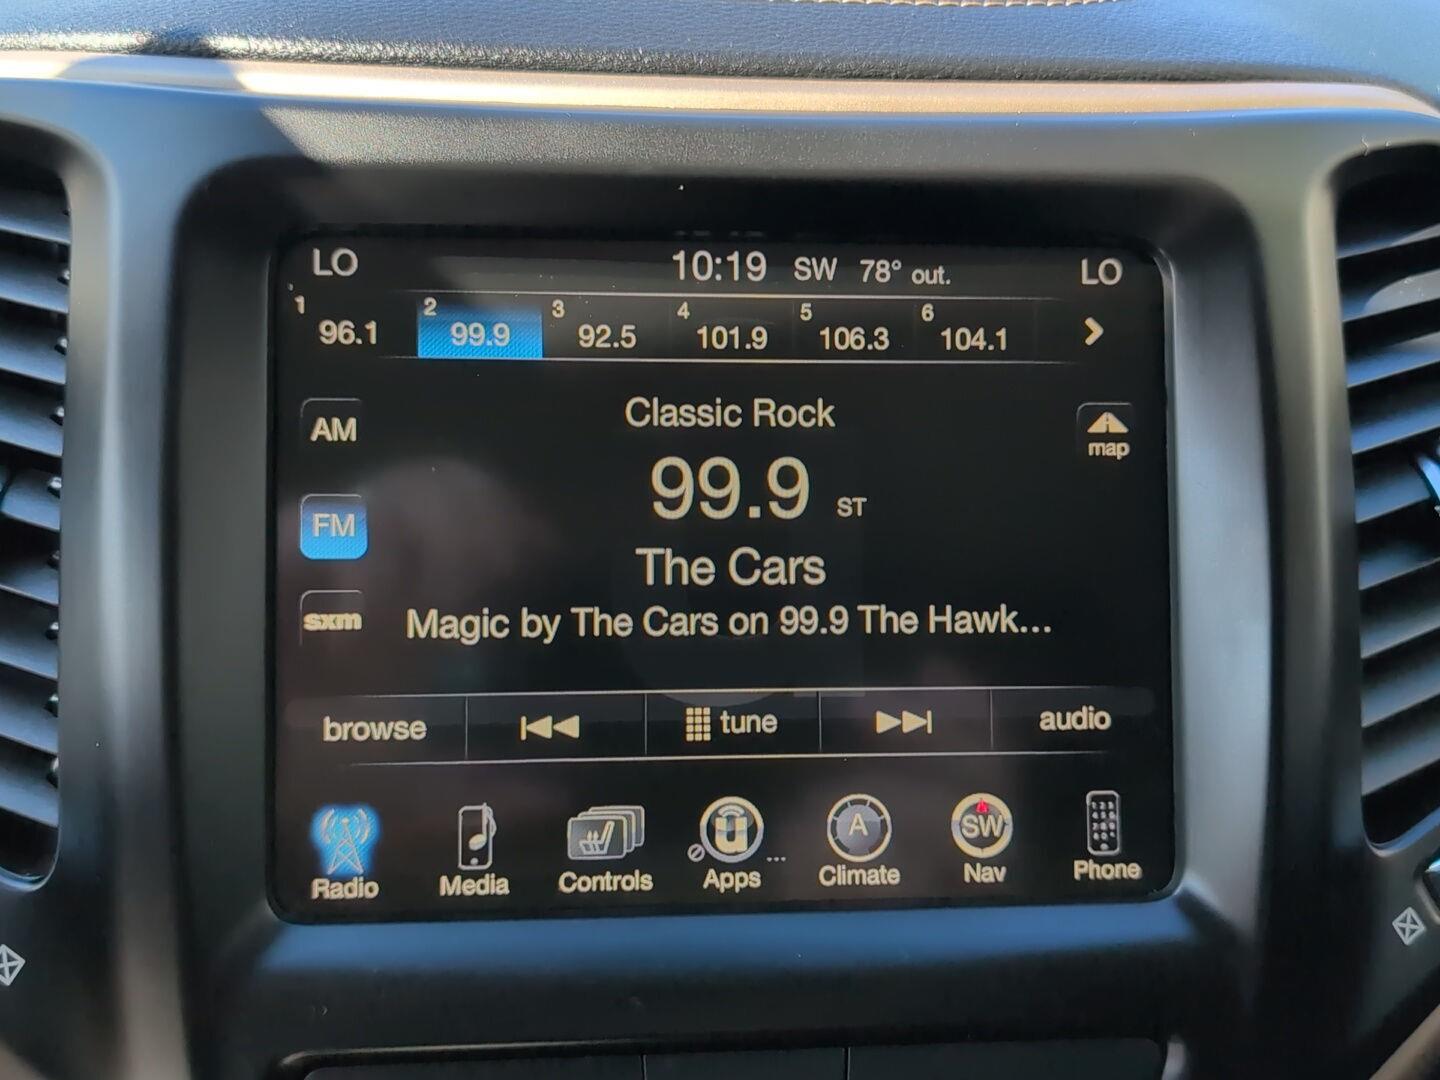 LO 10:19 SW 78° out. LO
1 96.1 2 99.9 3 92.5 4 101.9 5 106.3 6 104.1
Classic Rock
AM
map
99.9 ST
FM
The Cars
sxm
Magic by The Cars on 99.9 The Hawk...
browse tune audio
A SW
Radio Media Controls Apps ... Climate Nav Phone